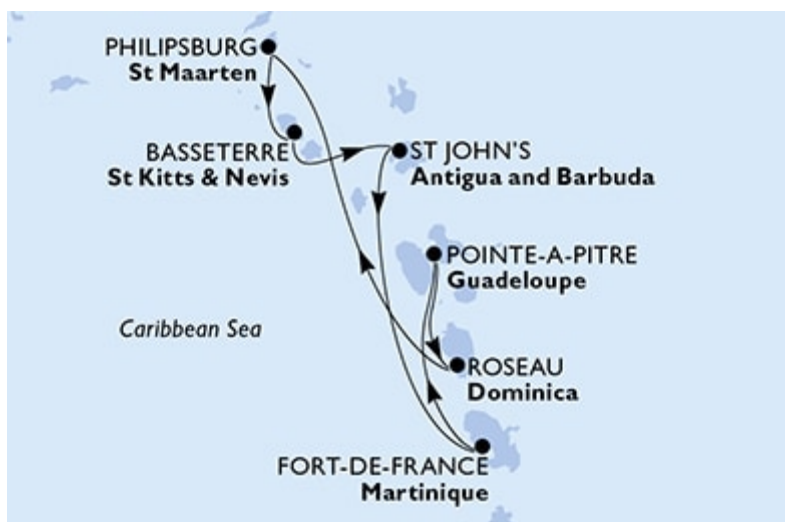 PHILIPSBURG
St Maarten
BASSETERRE
St Kitts & Nevis
ST JOHN'S
Antigua and Barbuda
POINTE-A-PITRE
Guadeloupe
Caribbean Sea
ROSEAU
Dominica
FORT-DE-FRANCE
Martinique